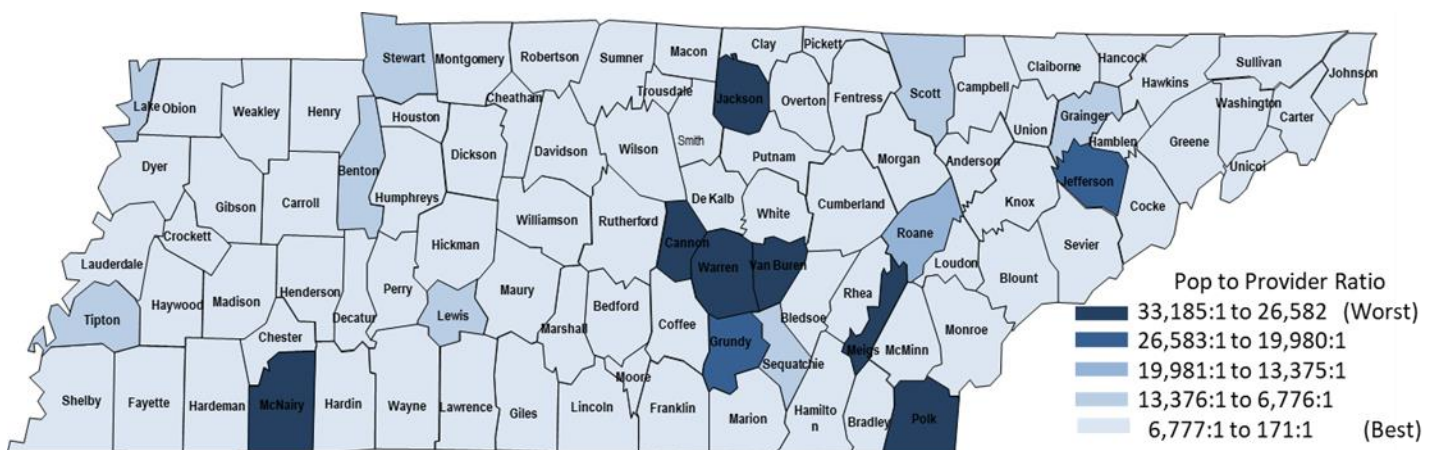 Stewart
Montgomery
Robertson
Sumner
Macon
Clay
Pickett
Scott
Campbell
Claiborne
Hancock
Hawkins
Sullivan
Johnson
Lake
Obion
Weakley
Henry
Houston
Cheatham
Trousdale
Jackson
Overton
Fentress
Union
Grainger
Hamblen
Washington
Carter
Greene
Unicoi
Dyer
Benton
Dickson
Davidson
Wilson
Smith
Putnam
Morgan
Anderson
Jefferson
Gibson
Carroll
Humphreys
Williamson
Rutherford
De Kalb
White
Cumberland
Knox
Cocke
Crockett
Hickman
Cannon
Warren
Van Buren
Roane
Loudon
Sevier
Blount
Lauderdale
Haywood
Madison
Henderson
Decatur
Perry
Lewis
Maury
Marshall
Bedford
Coffee
Bledsoe
Rhea
Monroe
Tipton
Chester
Grundy
Sequatchie
Meigs
McMinn
Shelby
Fayette
Hardeman
McNairy
Hardin
Wayne
Lawrence
Giles
Lincoln
Moore
Franklin
Marion
Hamilto
n
Bradley
Polk
Pop to Provider Ratio
33,185:1 to 26,582 (Worst)
26,583:1 to 19,980:1
19,981:1 to 13,375:1
13,376:1 to 6,776:1
6,777:1 to 171:1 (Best)